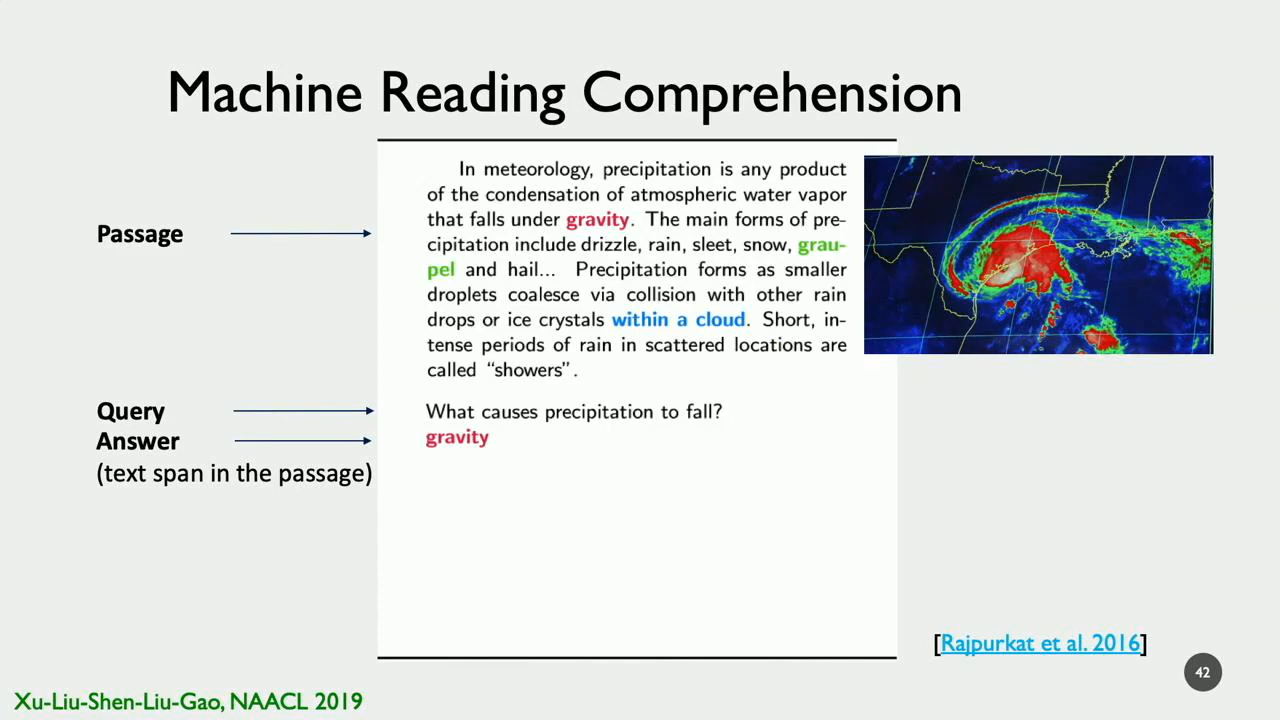 Machine Reading Comprehension
In meteorology, precipitation is any product
of the condensation of atmospheric water vapor
that falls under gravity. The main forms of pre-
cipitation include drizzle, rain, sleet, snow, grau-
pel and hail... Precipitation forms as smaller
droplets coalesce via collision with other rain
drops or ice crystals within a cloud. Short, in-
tense periods of rain in scattered locations are
called “showers”.
Passage
Query
What causes precipitation to fall?
Answer
gravity
(text span in the passage)
[Rajpurkat et al. 2016]
42
Xu-Liu-Shen-Liu-Gao, NAACL 2019